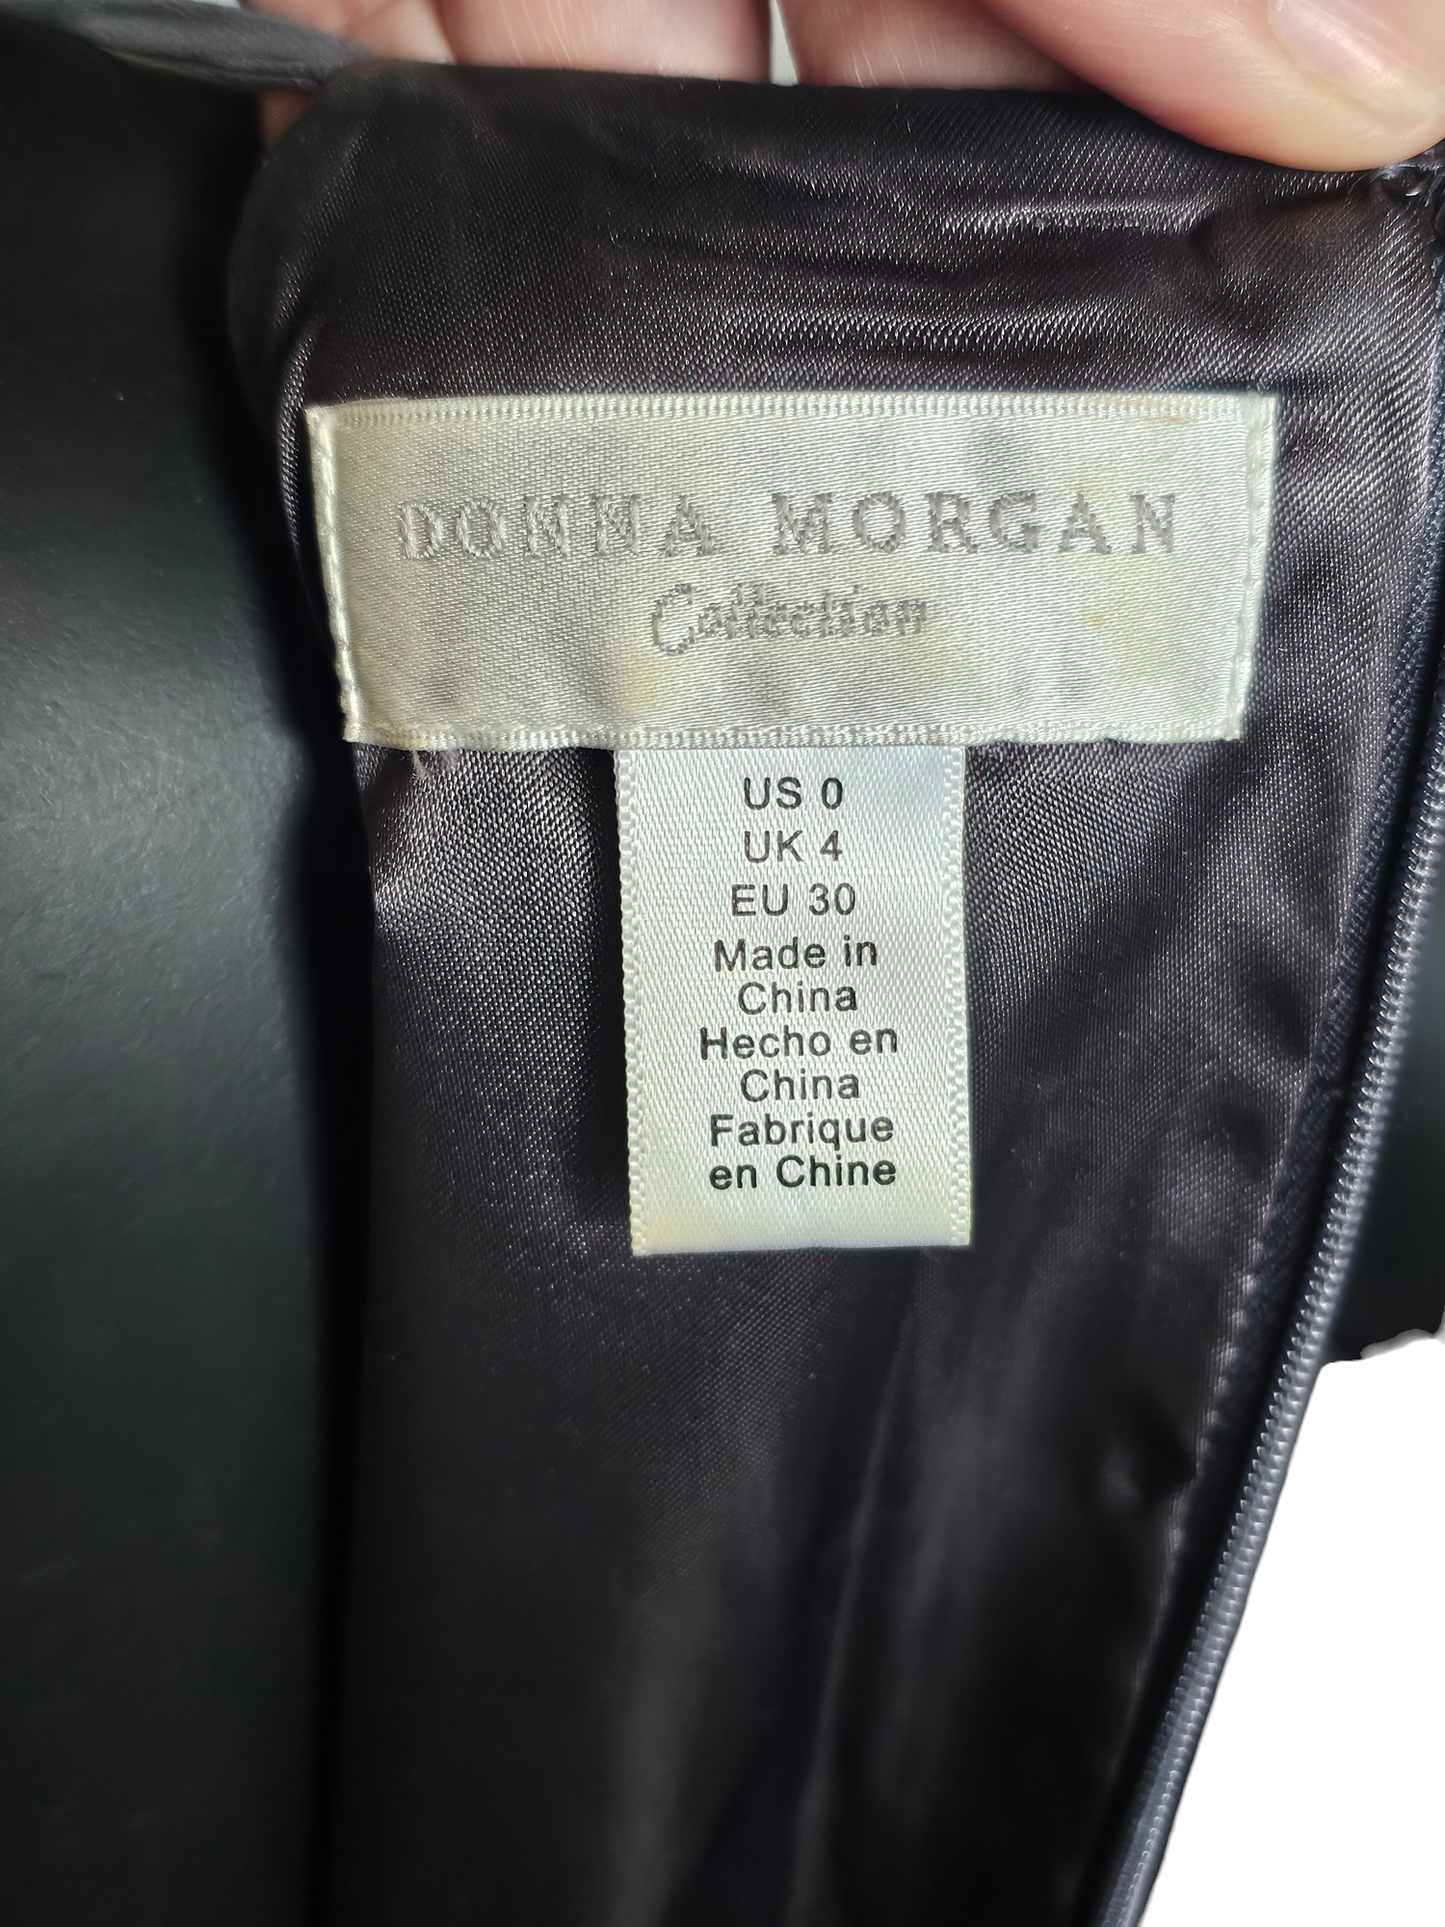 DONNA MORGAN
Collection
US 0
UK 4
EU 30
Made in
China
Hecho en
China
Fabrique
en Chine